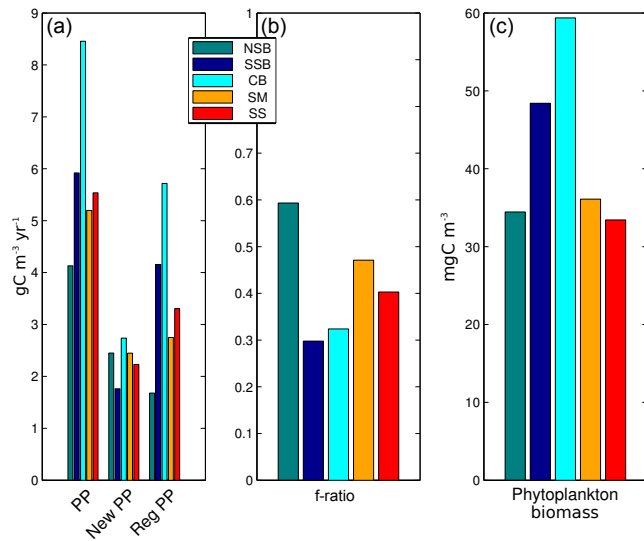 (a)
9
8
7
6
5
4
3
2
1
0
gC m⁻³ yr⁻¹
PP
New PP
Reg PP
NSB
SSB
CB
SM
SS
(b)
1
0.7
0.6
0.5
0.4
0.3
0.2
0.1
0
f-ratio
(c)
60
50
40
30
20
10
0
mgC m⁻³
Phytoplankton
biomass